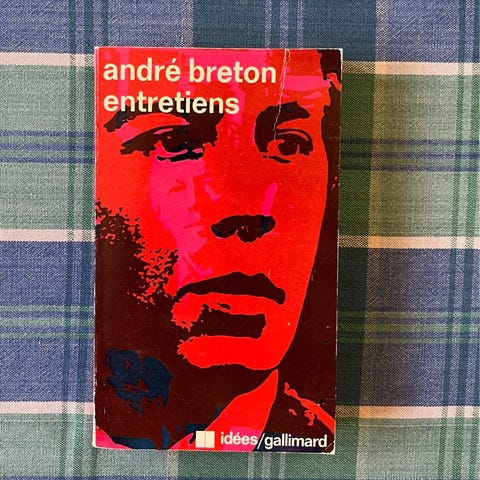 andré breton
entretiens
idées/gallimard